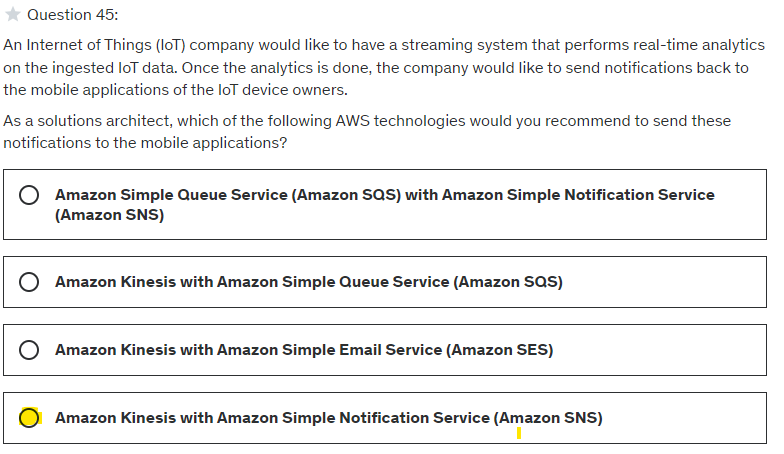 Question 45:
An Internet of Things (IoT) company would like to have a streaming system that performs real-time analytics
on the ingested IoT data. Once the analytics is done, the company would like to send notifications back to
the mobile applications of the IoT device owners.
As a solutions architect, which of the following AWS technologies would you recommend to send these
notifications to the mobile applications?
Amazon Simple Queue Service (Amazon SQS) with Amazon Simple Notification Service
(Amazon SNS)
Amazon Kinesis with Amazon Simple Queue Service (Amazon SQS)
Amazon Kinesis with Amazon Simple Email Service (Amazon SES)
Amazon Kinesis with Amazon Simple Notification Service (Amazon SNS)